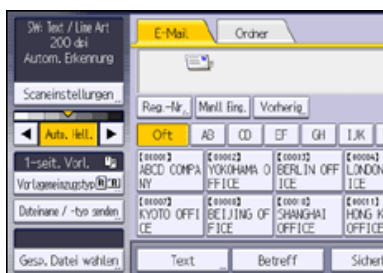 SW: Text / Line Art
200 dpi
Autom. Erkennung
Scaneinstellungen
Auto. Hell.
1-seit. Vorl.
Vorlageneinzugstyp
Dateiname / -typ senden
Gesp. Datei wählen
E-Mail
Ordner
Reg.-Nr.
Manll Eing.
Vorherig.
Oft
AB
CD
EF
GH
IJK
[00001]
ABCD COMPA
NY
[00002]
YOKOHAMA O
FFICE
[00003]
BERLIN OFF
ICE
[00004]
LONDON
ICE
[00007]
KYOTO OFFI
CE
[00008]
BEIJING OF
FICE
[00010]
SHANGHAI
OFFICE
[00011]
HONG K
OFFICE
Text
Betreff
Sicher